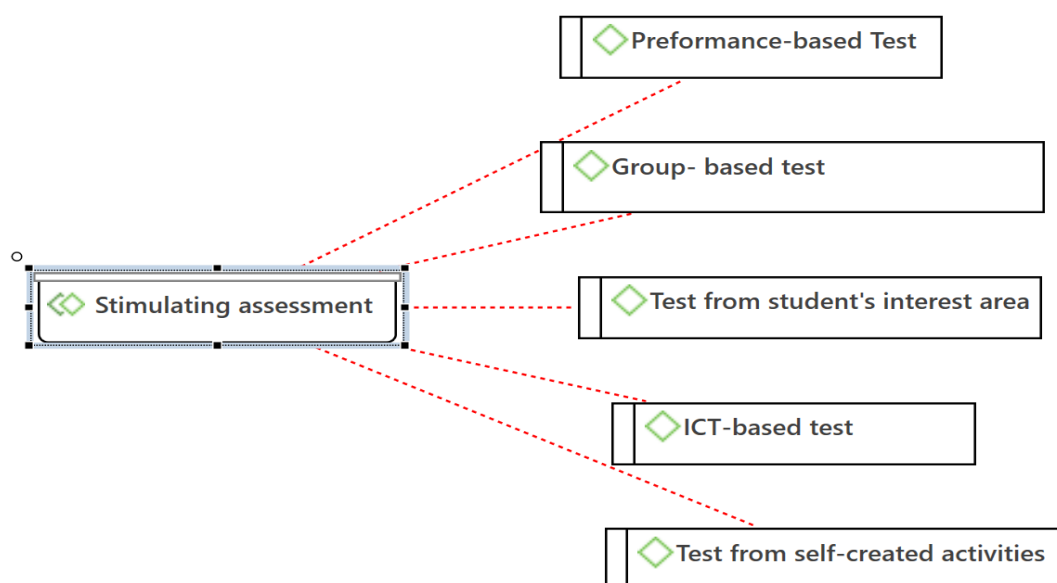 Preformance-based Test
Group- based test
Stimulating assessment
Test from student's interest area
ICT-based test
Test from self-created activities